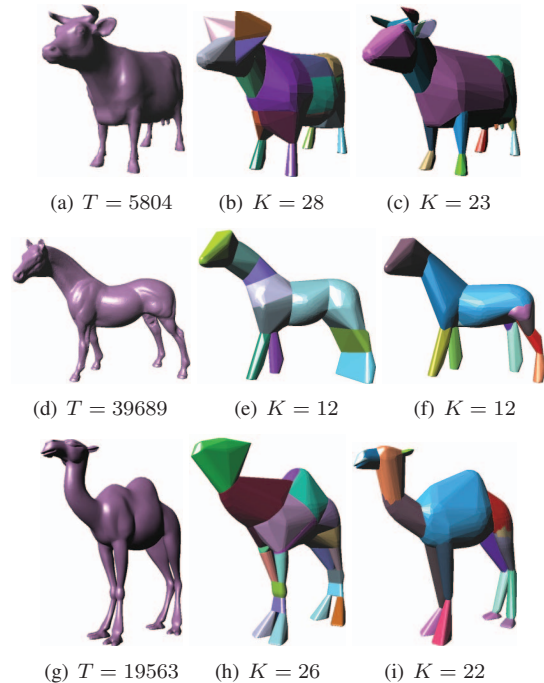 (a) T = 5804 (b) K = 28 (c) K = 23
(d) T = 39689 (e) K = 12 (f) K = 12
(g) T = 19563 (h) K = 26 (i) K = 22